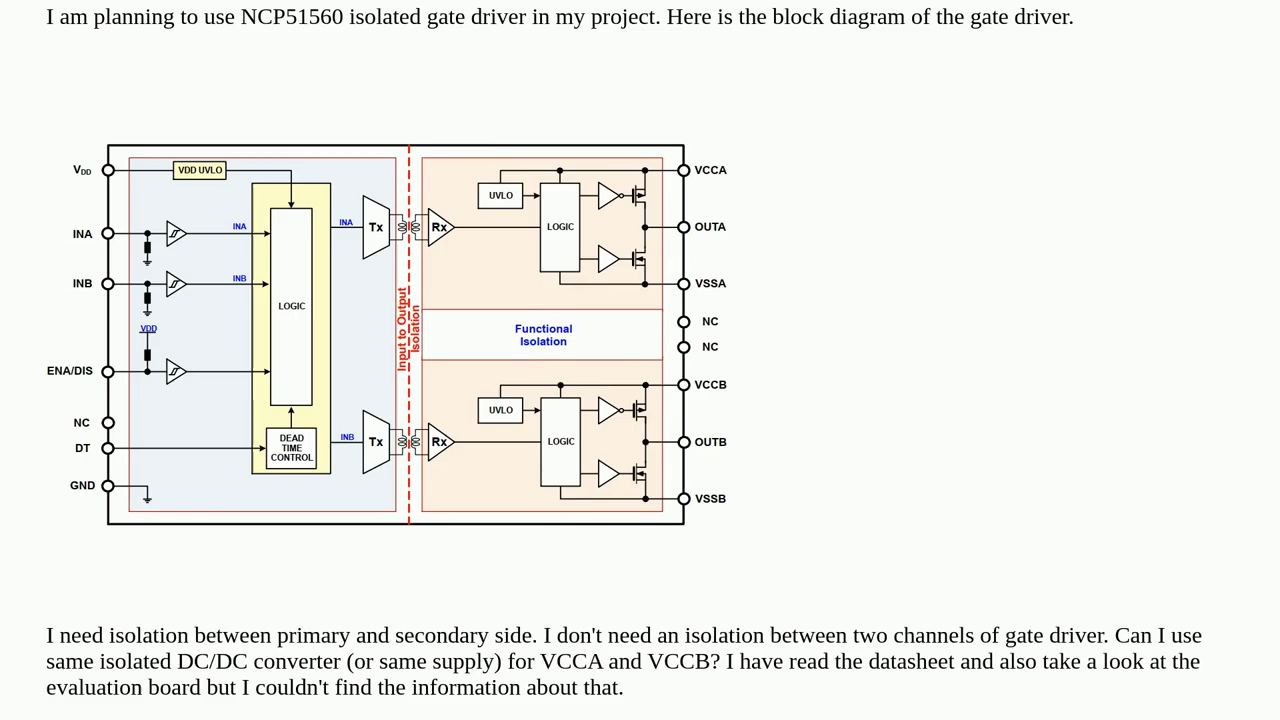 I am planning to use NCP51560 isolated gate driver in my project. Here is the block diagram of the gate driver.
VDD
VDD UVLO
VCCA
UVLO
INA
INA
INA
Tx
Rx
LOGIC
OUTA
INB
INB
VSSA
LOGIC
Input to Output
Isolation
NC
VDD
Functional
Isolation
NC
ENA/DIS
VCCB
UVLO
NC
DT
DEAD
TIME
CONTROL
INB
Tx
Rx
LOGIC
OUTB
GND
VSSB
I need isolation between primary and secondary side. I don't need an isolation between two channels of gate driver. Can I use
same isolated DC/DC converter (or same supply) for VCCA and VCCB? I have read the datasheet and also take a look at the
evaluation board but I couldn't find the information about that.